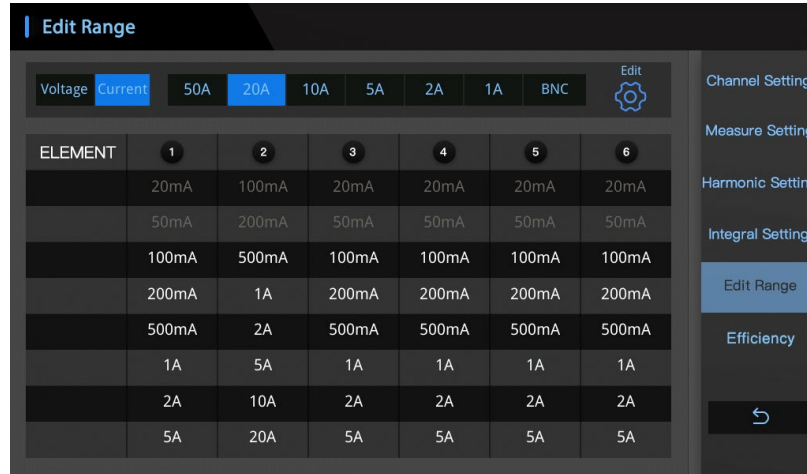 Edit Range
Edit
Voltage Current 50A 20A 10A 5A 2A 1A BNC
Channel Setting
Measure Setting
Harmonic Settin
Integral Setting
Edit Range
Efficiency
ELEMENT 1 2 3 4 5 6
20mA 100mA 20mA 20mA 20mA 20mA
50mA 200mA 50mA 50mA 50mA 50mA
100mA 500mA 100mA 100mA 100mA 100mA
200mA 1A 200mA 200mA 200mA 200mA
500mA 2A 500mA 500mA 500mA 500mA
1A 5A 1A 1A 1A 1A
2A 10A 2A 2A 2A 2A
5A 20A 5A 5A 5A 5A